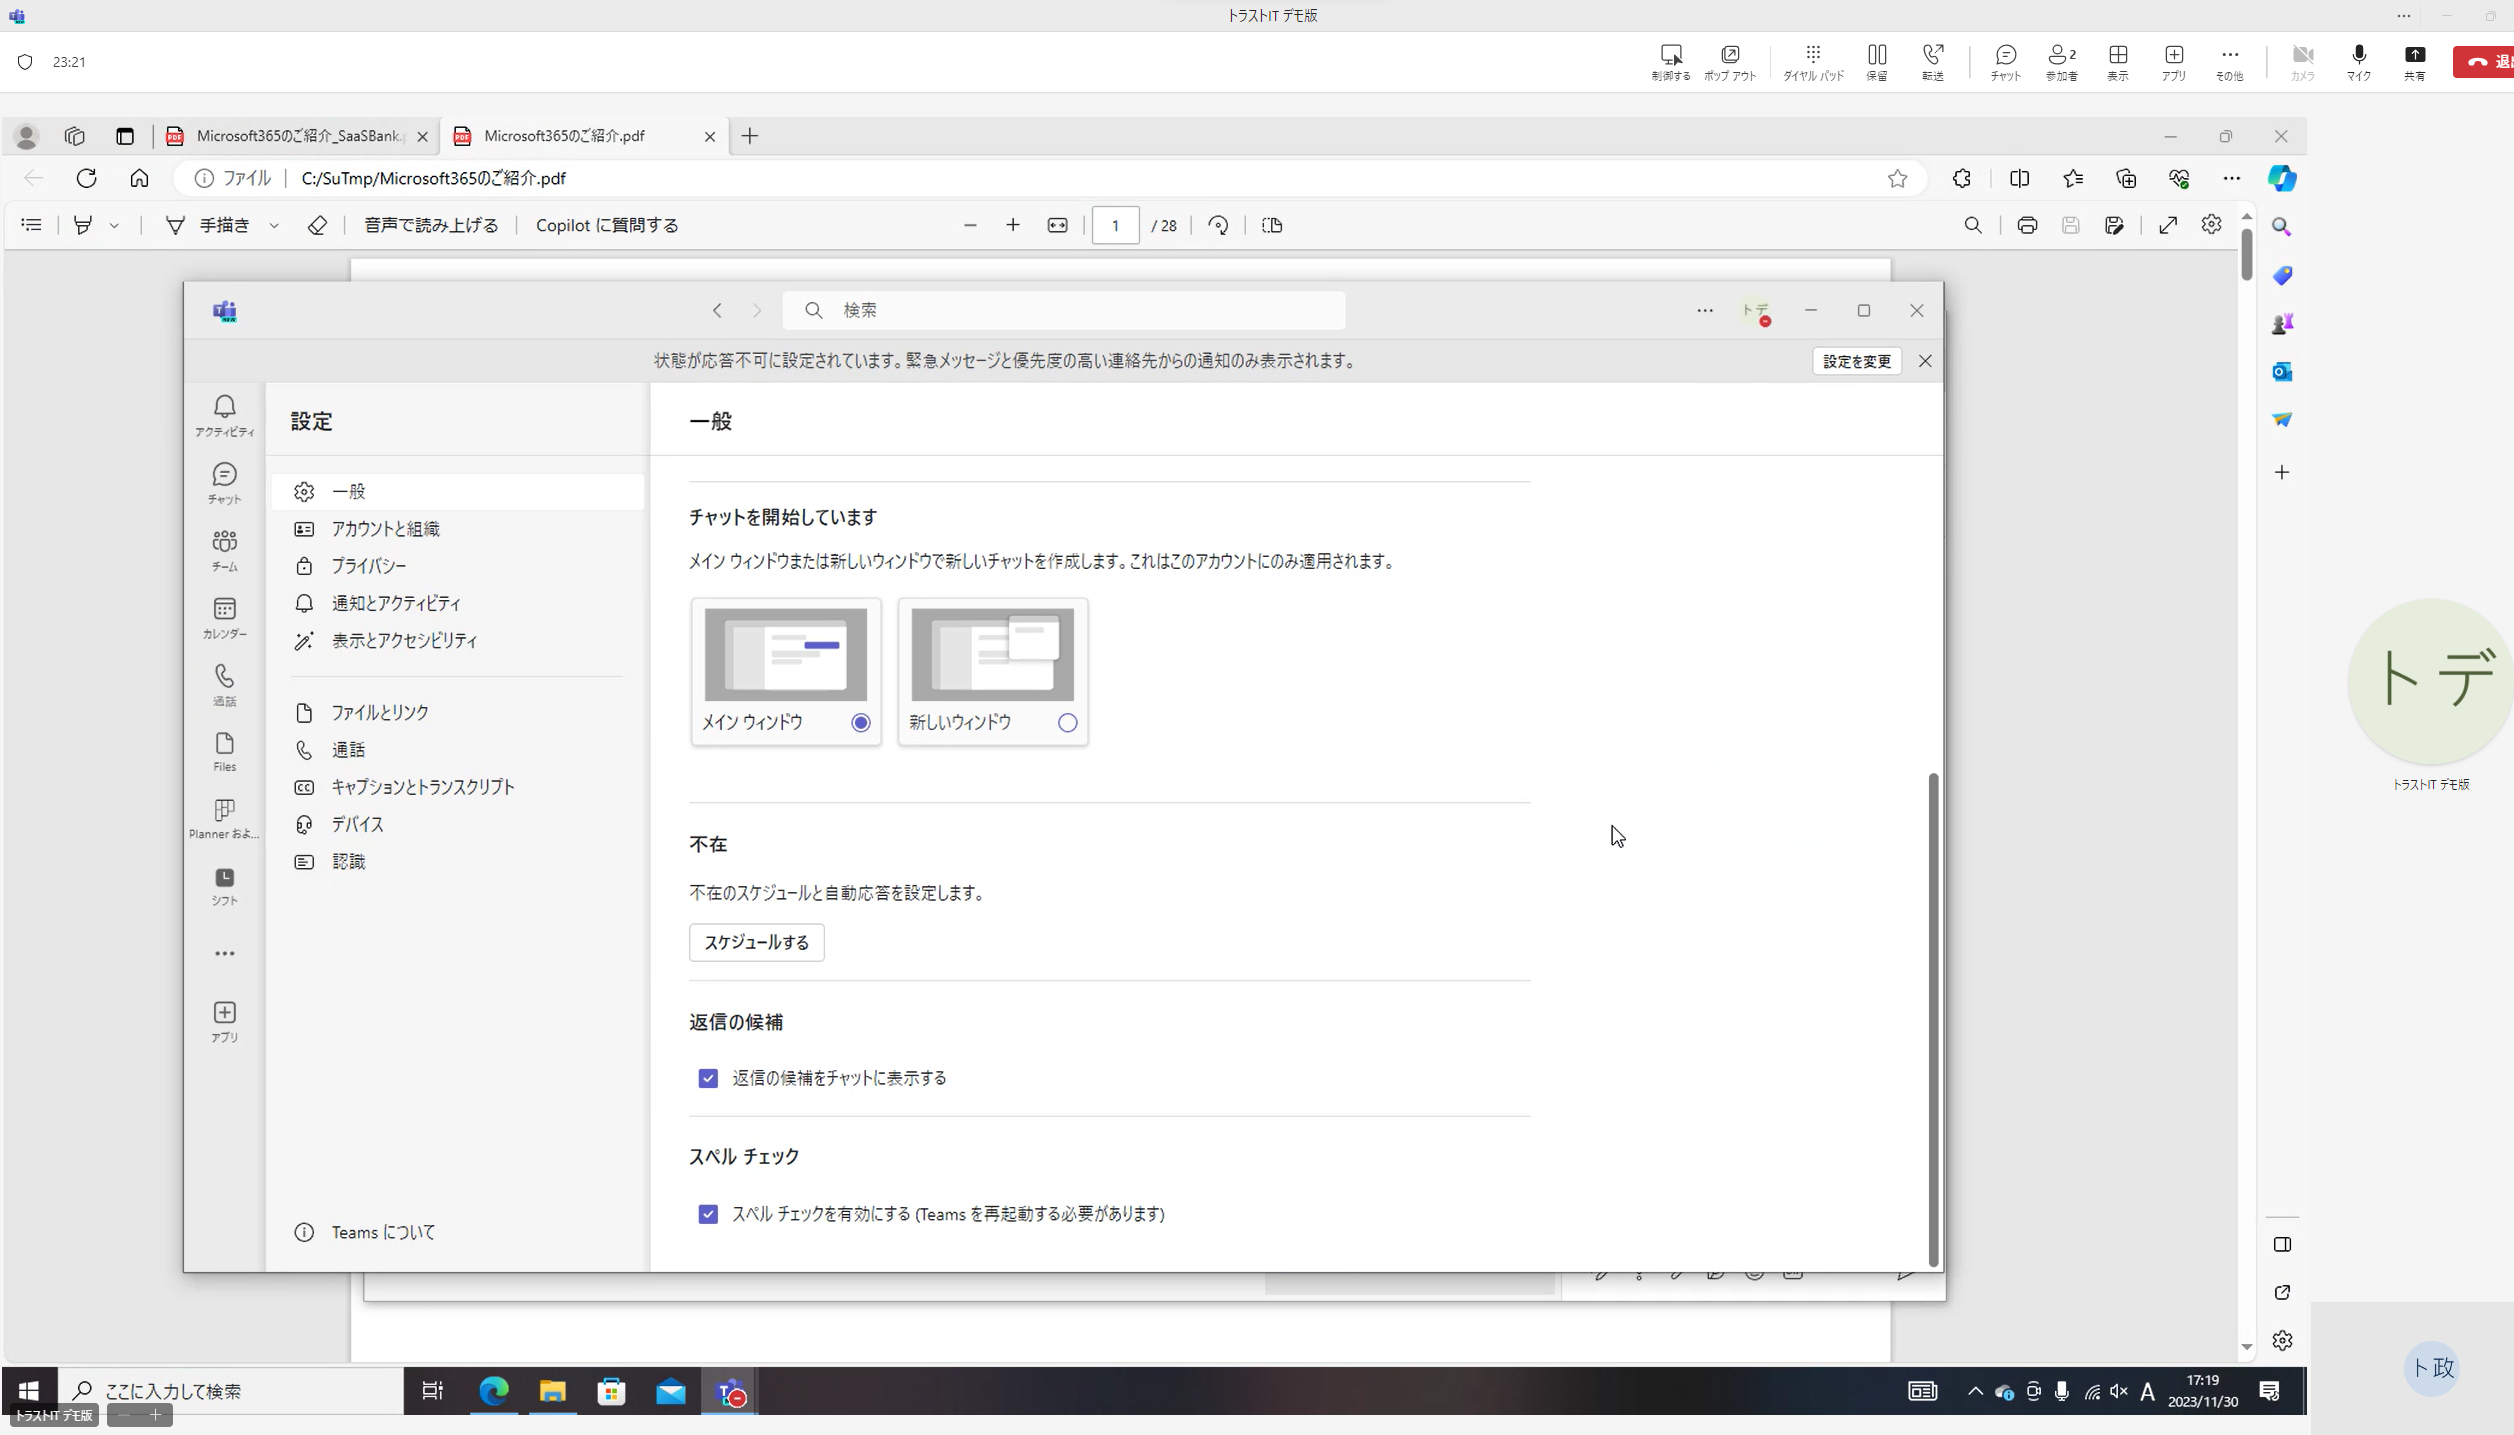 トラストIT デモ版
23:21
制御する
ポップ アウト
ダイヤル パッド
保留
転送
チャット
2
参加者
表示
アプリ
その他
カメラ
マイク
共有
Microsoft365のご紹介_SaaSBank.
Microsoft365のご紹介.pdf
ファイル
C:/SuTmp/Microsoft365のご紹介.pdf
手描き
音声で読み上げる
Copilot に質問する
1
/ 28
検索
トデ
状態が応答不可に設定されています。緊急メッセージと優先度の高い連絡先からの通知のみ表示されます。
設定を変更
アクティビティ
チャット
チーム
カレンダー
通話
Files
Planner およ...
シフト
アプリ
設定
一般
アカウントと組織
プライバシー
通知とアクティビティ
表示とアクセシビリティ
ファイルとリンク
通話
キャプションとトランスクリプト
デバイス
認識
Teams について
一般
チャットを開始しています
メイン ウィンドウまたは新しいウィンドウで新しいチャットを作成します。これはこのアカウントにのみ適用されます。
メイン ウィンドウ
新しいウィンドウ
不在
不在のスケジュールと自動応答を設定します。
スケジュールする
返信の候補
返信の候補をチャットに表示する
スペル チェック
スペル チェックを有効にする (Teams を再起動する必要があります)
トデ
トラストIT デモ版
ト政
ここに入力して検索
A
17:19
2023/11/30
トラストIT デモ版